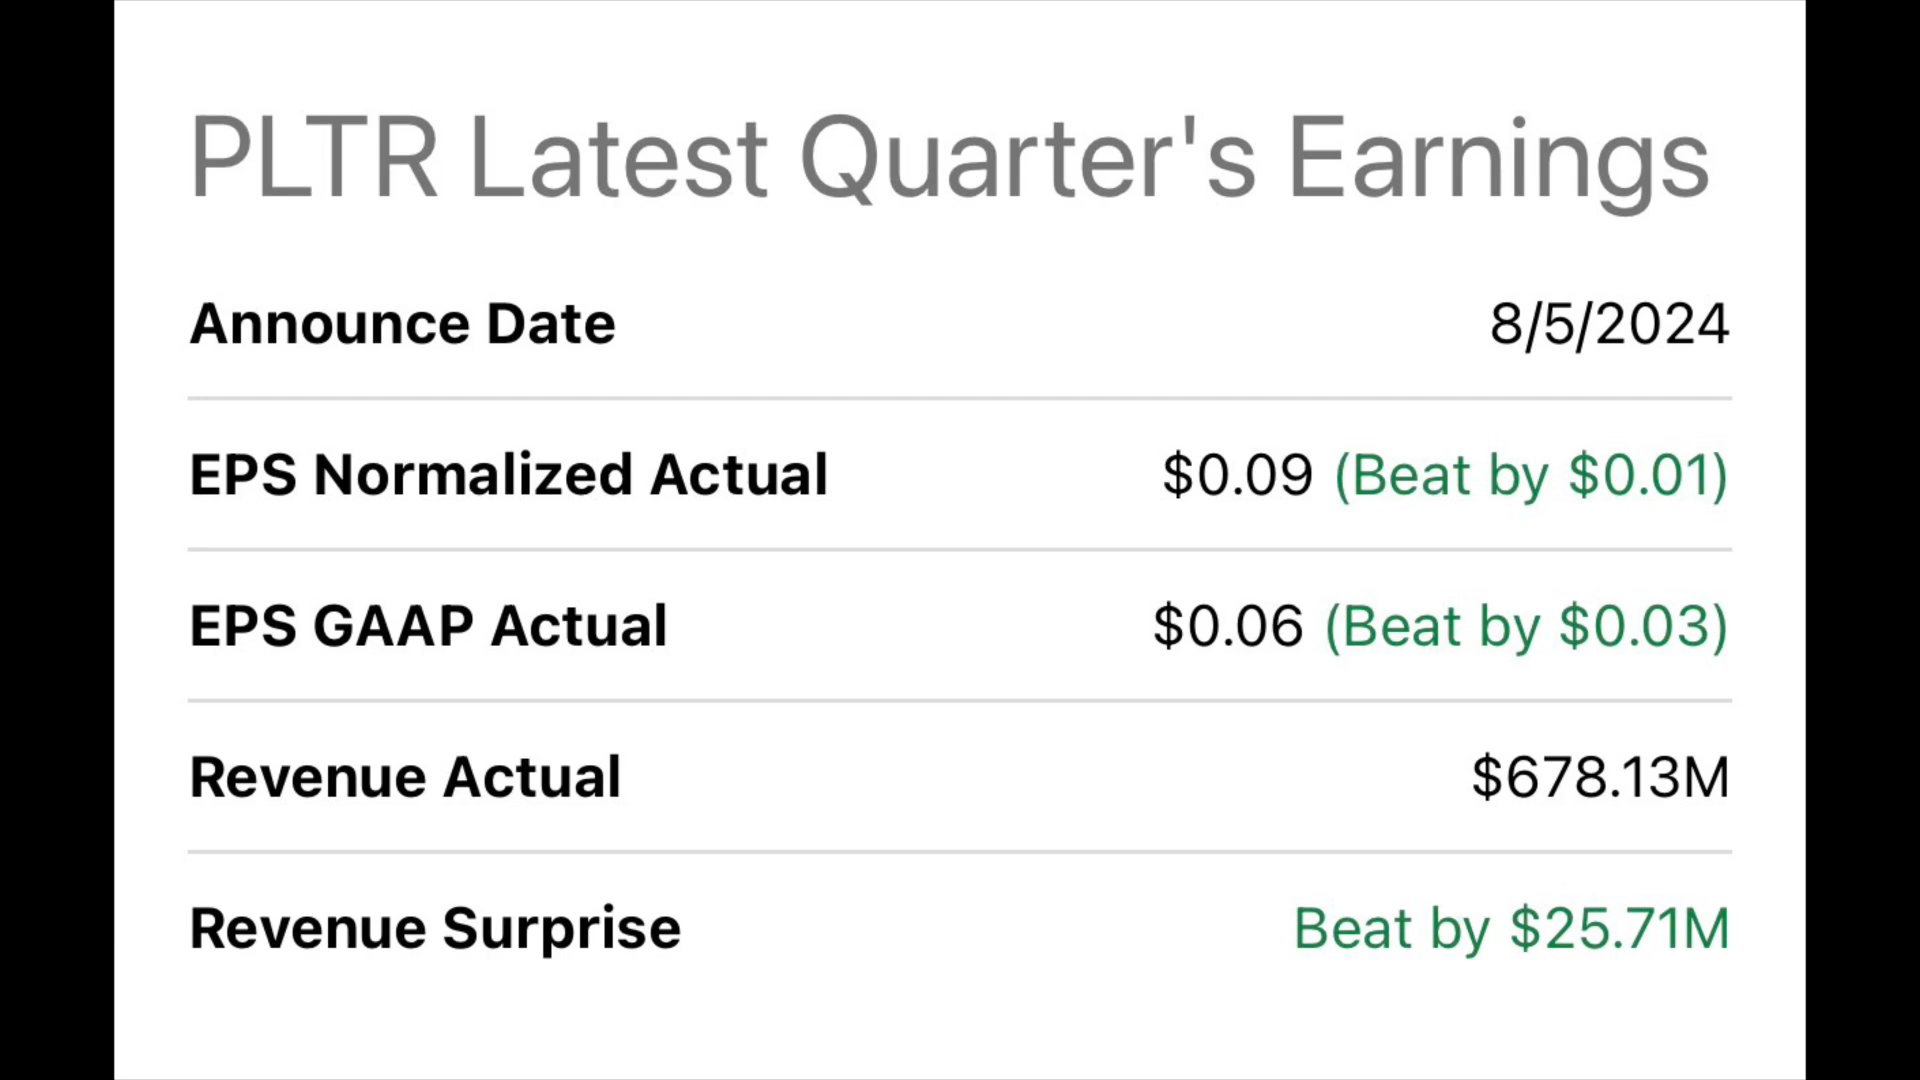 PLTR Latest Quarter's Earnings
Announce Date 8/5/2024
EPS Normalized Actual $0.09 (Beat by $0.01)
EPS GAAP Actual $0.06 (Beat by $0.03)
Revenue Actual $678.13M
Revenue Surprise Beat by $25.71M